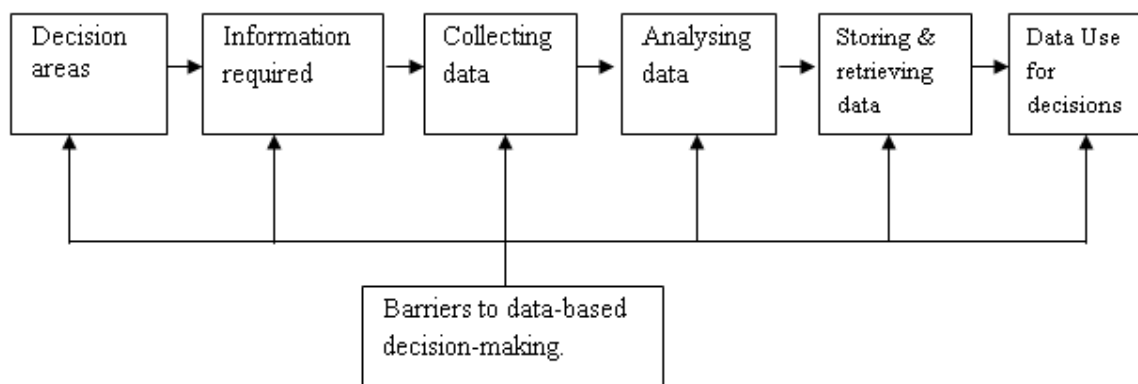 Decision
areas
Information
required
Collecting
data
Analysing
data
Storing &
retrieving
data
Data Use
for
decisions
Barriers to data-based
decision-making.